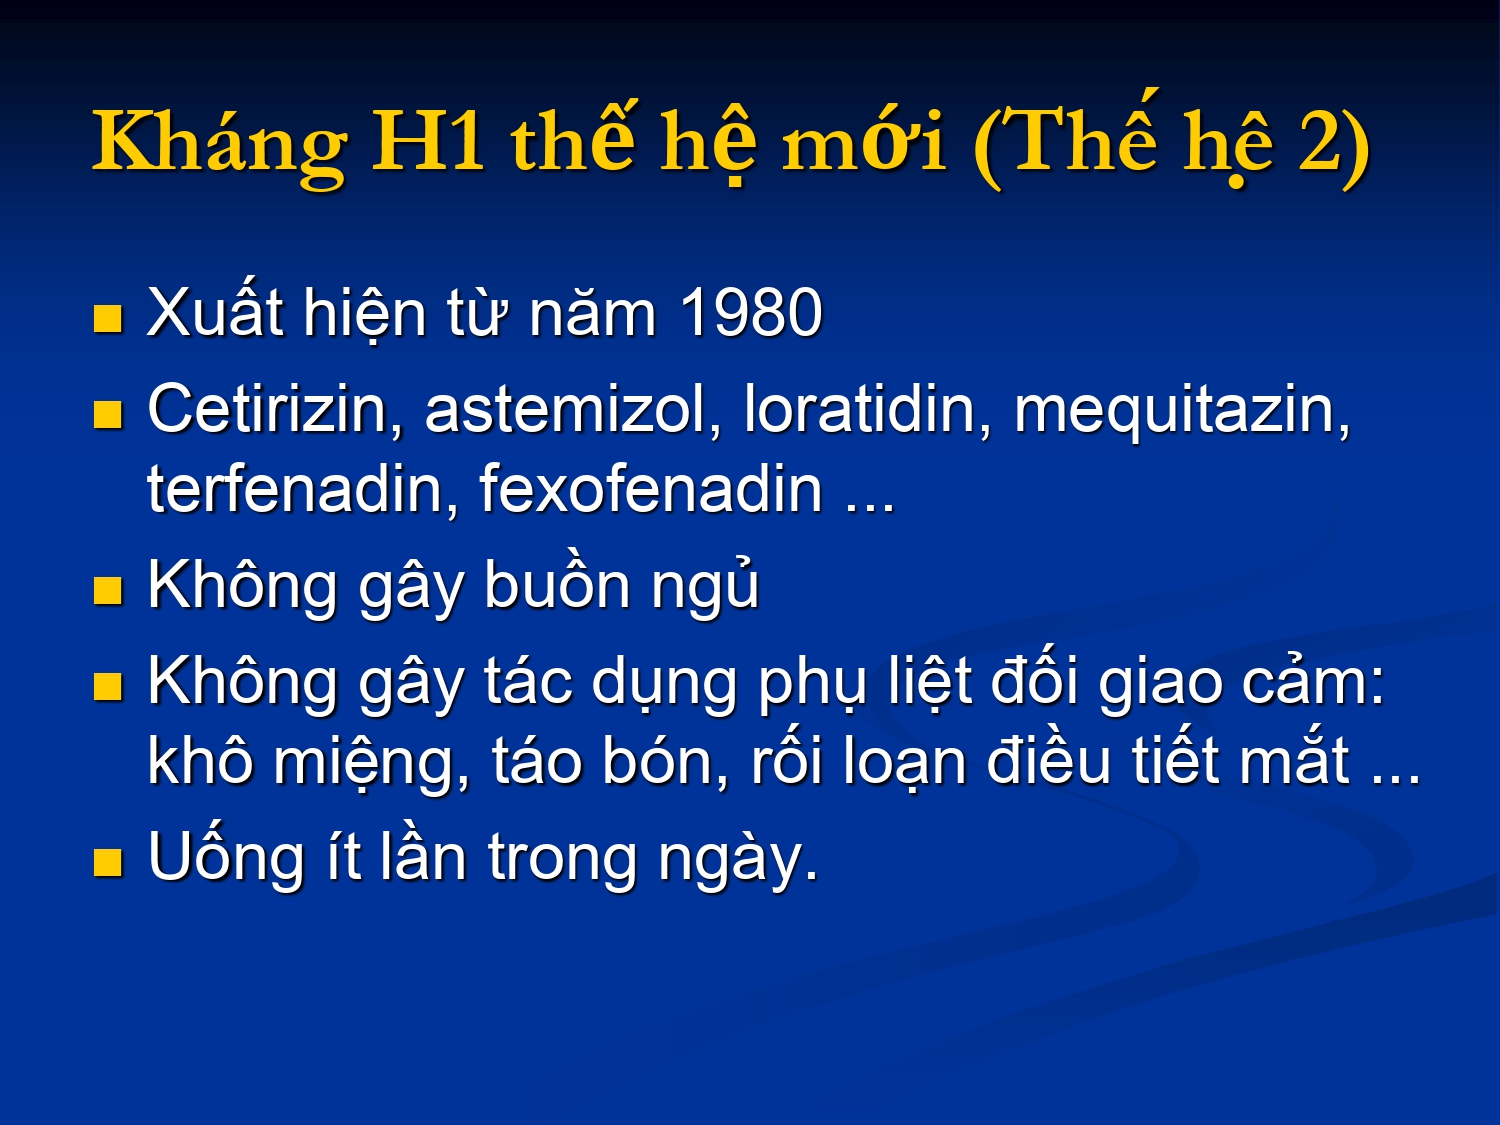 Kháng H1 thế hệ mới (Thế hệ 2)
Xuất hiện từ năm 1980
Cetirizin, astemizol, loratidin, mequitazin,
terfenadin, fexofenadin ...
Không gây buồn ngủ
Không gây tác dụng phụ liệt đối giao cảm:
khô miệng, táo bón, rối loạn điều tiết mắt ...
Uống ít lần trong ngày.